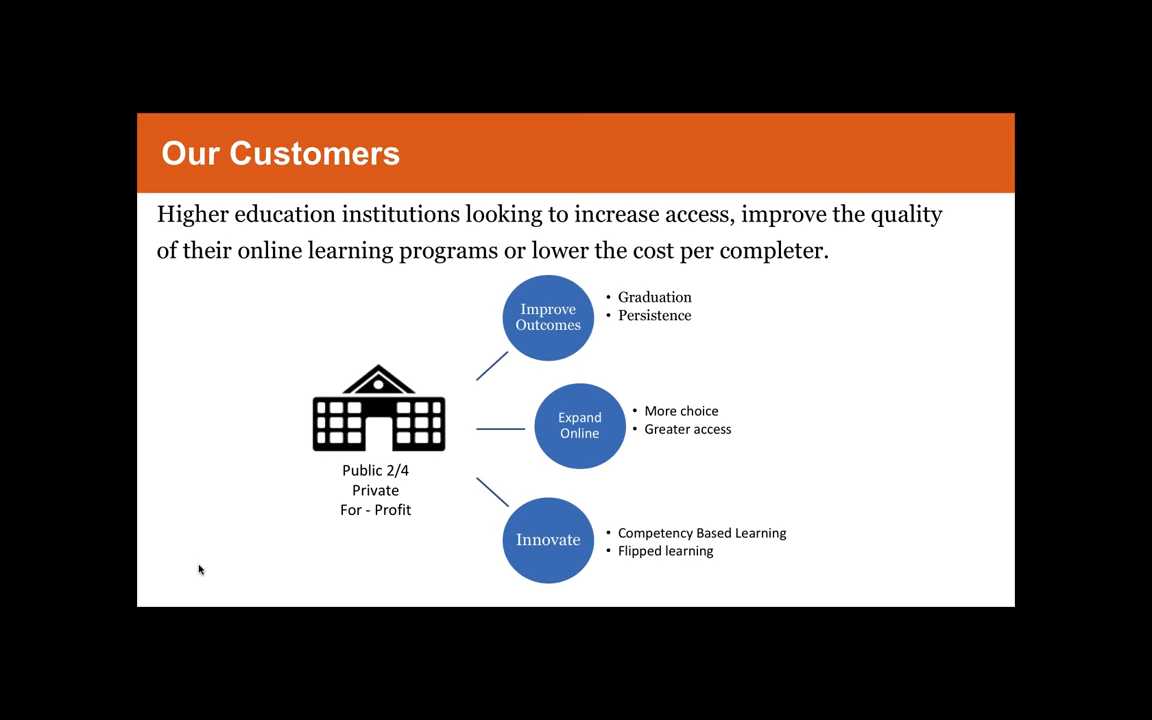 Our Customers
Higher education institutions looking to increase access, improve the quality
of their online learning programs or lower the cost per completer.
Improve
Outcomes
• Graduation
• Persistence
Expand
Online
• More choice
• Greater access
Public 2/4
Private
For - Profit
Innovate
• Competency Based Learning
• Flipped learning